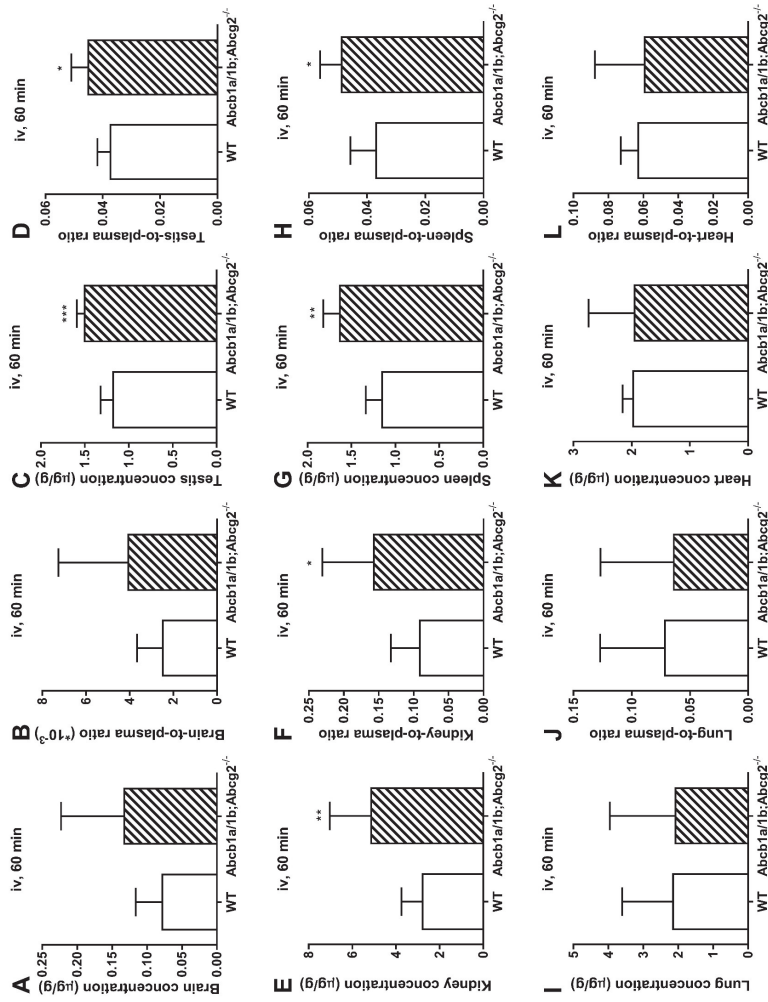 A
iv, 60 min
Brain concentration (µg/g)
0.25
0.20
0.15
0.10
0.05
0.00
WT
Abcb1a/1b;Abcg2-/-
B
iv, 60 min
Brain-to-plasma ratio (*10-3)
8
6
4
2
0
WT
Abcb1a/1b;Abcg2-/-
C
iv, 60 min
Testis concentration (µg/g)
2.0
1.5
1.0
0.5
0.0
***
WT
Abcb1a/1b;Abcg2-/-
D
iv, 60 min
Testis-to-plasma ratio
0.06
0.04
0.02
0.00
*
WT
Abcb1a/1b;Abcg2-/-
E
iv, 60 min
Kidney concentration (µg/g)
8
6
4
2
0
**
WT
Abcb1a/1b;Abcg2-/-
F
iv, 60 min
Kidney-to-plasma ratio
0.25
0.20
0.15
0.10
0.05
0.00
*
WT
Abcb1a/1b;Abcg2-/-
G
iv, 60 min
Spleen concentration (µg/g)
2.0
1.5
1.0
0.5
0.0
**
WT
Abcb1a/1b;Abcg2-/-
H
iv, 60 min
Spleen-to-plasma ratio
0.06
0.04
0.02
0.00
*
WT
Abcb1a/1b;Abcg2-/-
I
iv, 60 min
Lung concentration (µg/g)
5
4
3
2
1
0
WT
Abcb1a/1b;Abcg2-/-
J
iv, 60 min
Lung-to-plasma ratio
0.15
0.10
0.05
0.00
WT
Abcb1a/1b;Abcg2-/-
K
iv, 60 min
Heart concentration (µg/g)
3
2
1
0
WT
Abcb1a/1b;Abcg2-/-
L
iv, 60 min
Heart-to-plasma ratio
0.10
0.08
0.06
0.04
0.02
0.00
WT
Abcb1a/1b;Abcg2-/-